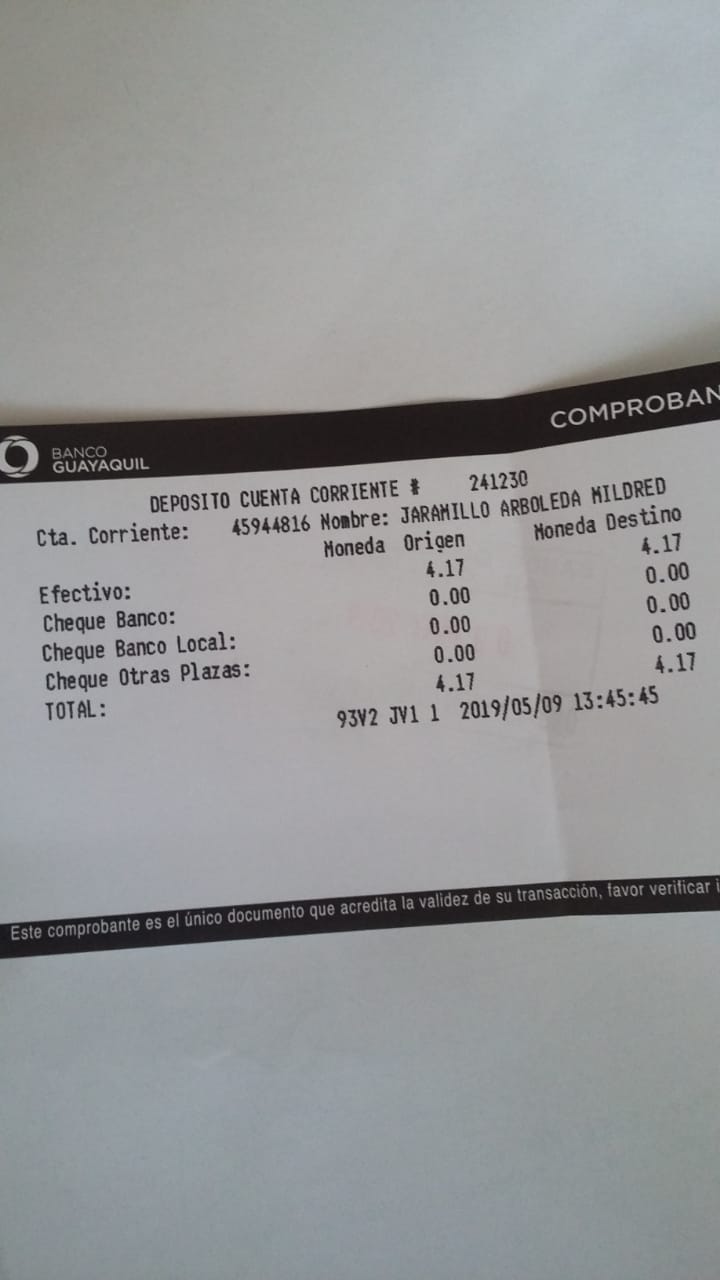 BANCO
GUAYAQUIL
COMPROBAN
DEPOSITO CUENTA CORRIENTE # 241230
Cta. Corriente: 45944816 Nombre: JARAMILLO ARBOLEDA MILDRED
Moneda Origen Moneda Destino
Efectivo: 4.17 4.17
Cheque Banco: 0.00 0.00
Cheque Banco Local: 0.00 0.00
Cheque Otras Plazas: 0.00 0.00
TOTAL: 4.17 4.17
93V2 JV1 1 2019/05/09 13:45:45
Este comprobante es el único documento que acredita la validez de su transacción, favor verificar